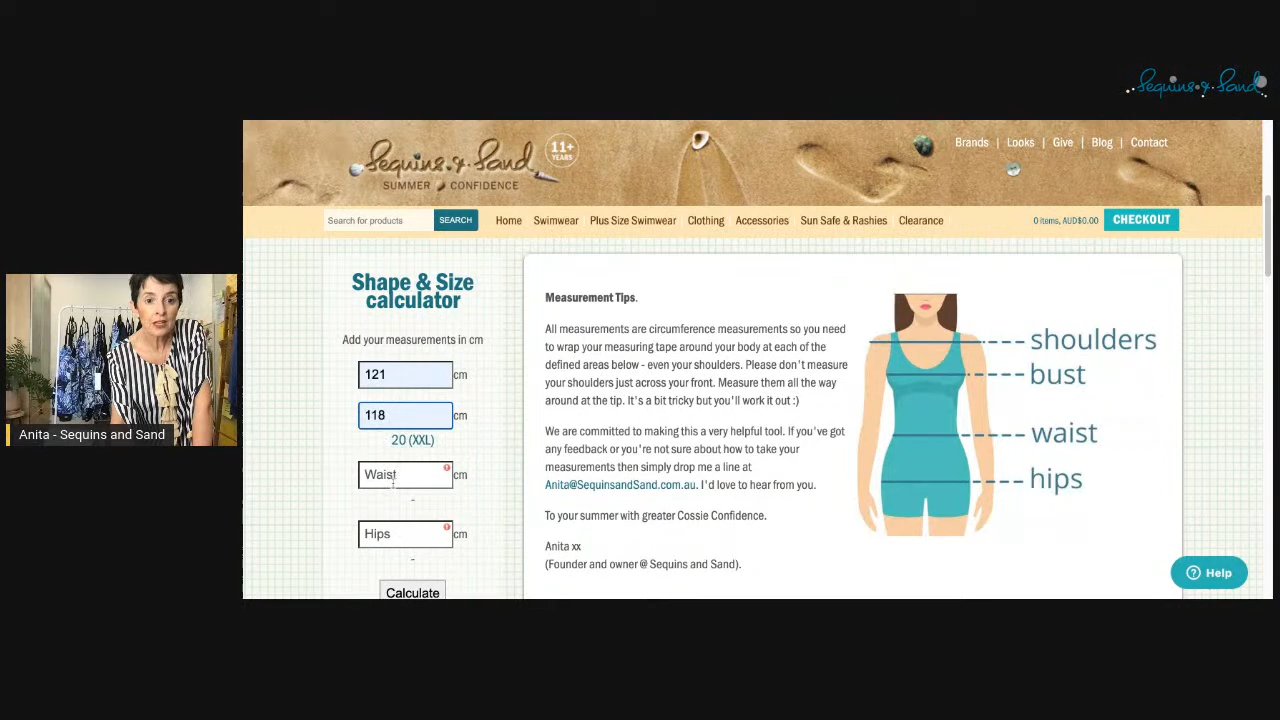 Sequins & Sand
Sequins & Sand
SUMMER CONFIDENCE
11+
YEARS
Brands | Looks | Give | Blog | Contact
Search for products
SEARCH
Home Swimwear Plus Size Swimwear Clothing Accessories Sun Safe & Rashies Clearance
0 items, AUD$0.00 CHECKOUT
Shape & Size
calculator
Add your measurements in cm
121 cm
118 cm
20 (XXL)
Waist cm
-
Hips cm
-
Calculate
Measurement Tips.
All measurements are circumference measurements so you need
to wrap your measuring tape around your body at each of the
defined areas below - even your shoulders. Please don't measure
your shoulders just across your front. Measure them all the way
around at the tip. It's a bit tricky but you'll work it out :)
We are committed to making this a very helpful tool. If you've got
any feedback or you're not sure about how to take your
measurements then simply drop me a line at
Anita@SequinsandSand.com.au. I'd love to hear from you.
To your summer with greater Cossie Confidence.
Anita xx
(Founder and owner @ Sequins and Sand).
shoulders
bust
waist
hips
Help
Anita - Sequins and Sand